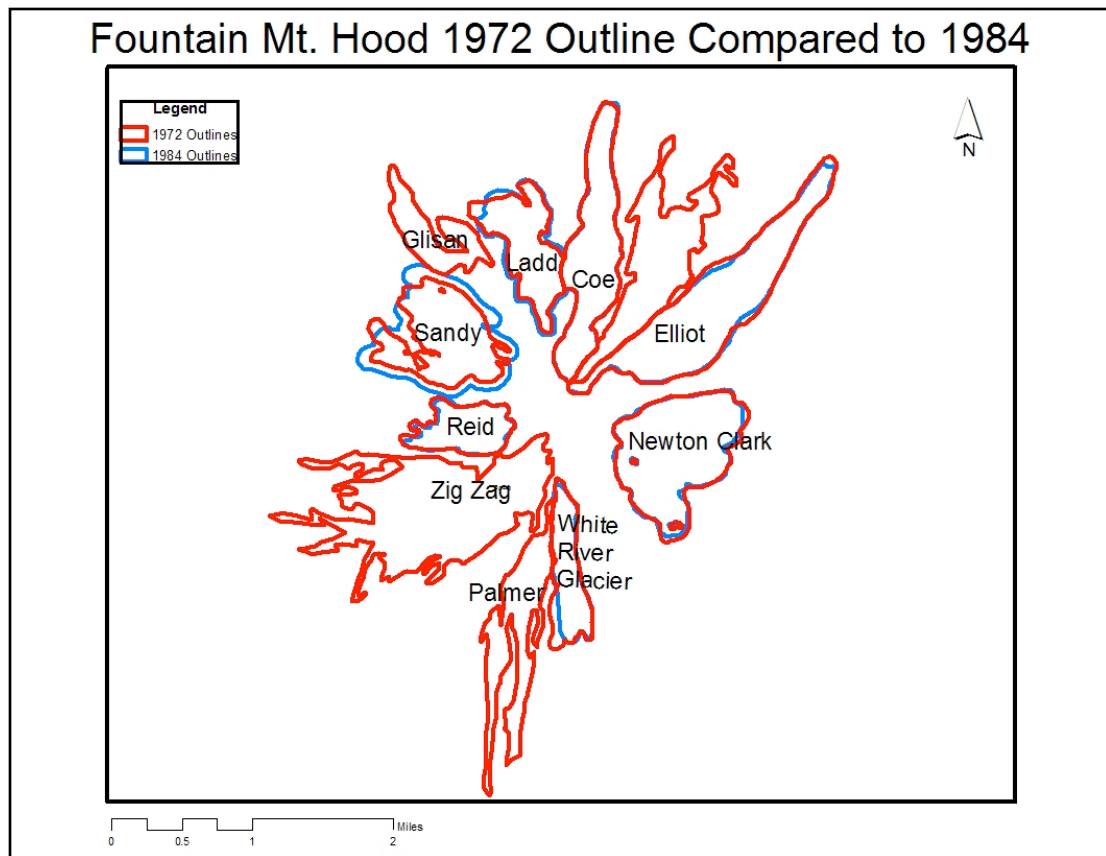 Fountain Mt. Hood 1972 Outline Compared to 1984
Legend
1972 Outlines
1984 Outlines
N
Glisan
Ladd
Coe
Sandy
Elliot
Reid
Newton Clark
Zig Zag
White
River
Glacier
Palmer
Miles
0 0.5 1 2